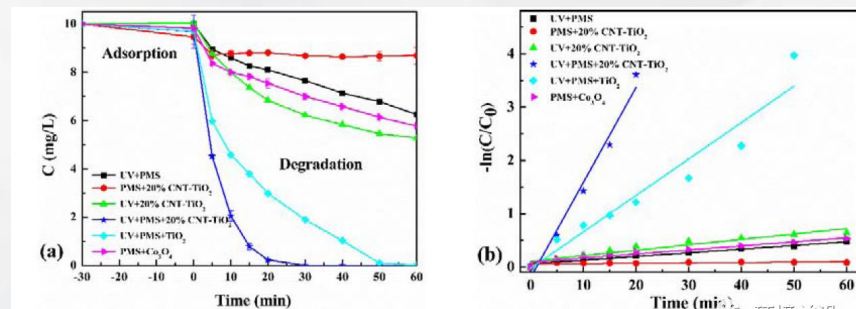 10
8
6
4
2
0
C (mg/L)
Adsorption
Degradation
UV+PMS
PMS+20% CNT-TiO₂
UV+20% CNT-TiO₂
UV+PMS+20% CNT-TiO₂
UV+PMS+TiO₂
PMS+Co₃O₄
(a)
-30 0 10 20 30 40 50 60
Time (min)
UV+PMS
PMS+20% CNT-TiO₂
UV+20% CNT-TiO₂
UV+PMS+20% CNT-TiO₂
UV+PMS+TiO₂
PMS+Co₃O₄
4
3
2
1
0
-ln(C/C₀)
(b)
0 10 20 30 40 50 60
Time (min)